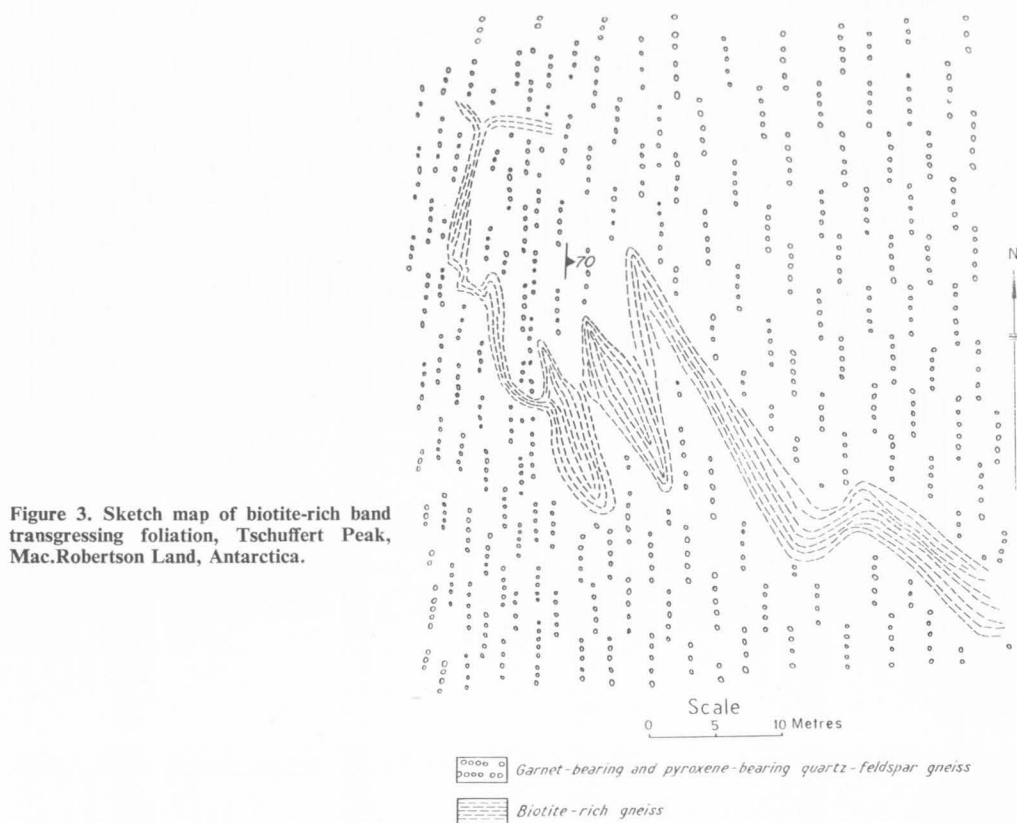 N
70
Figure 3. Sketch map of biotite-rich band
transgressing foliation, Tschuffert Peak,
Mac.Robertson Land, Antarctica.
Scale
0 5 10 Metres
Garnet-bearing and pyroxene-bearing quartz-feldspar gneiss
Biotite-rich gneiss